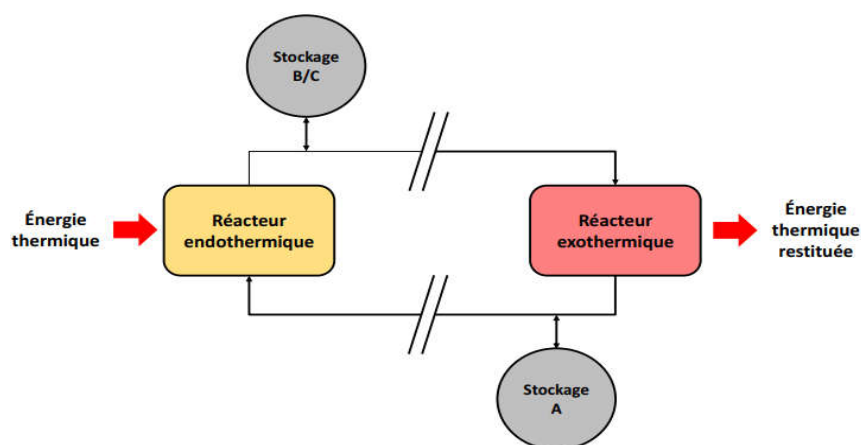 Stockage
B/C
Énergie
thermique
Réacteur
endothermique
Réacteur
exothermique
Énergie
thermique
restituée
Stockage
A